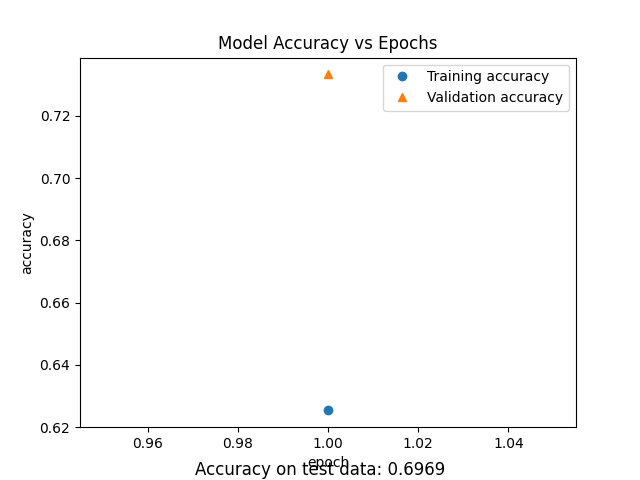 Model Accuracy vs Epochs
Training accuracy
Validation accuracy
accuracy
0.72
0.70
0.68
0.66
0.64
0.62
0.96 0.98 1.00 1.02 1.04
epoch
Accuracy on test data: 0.6969